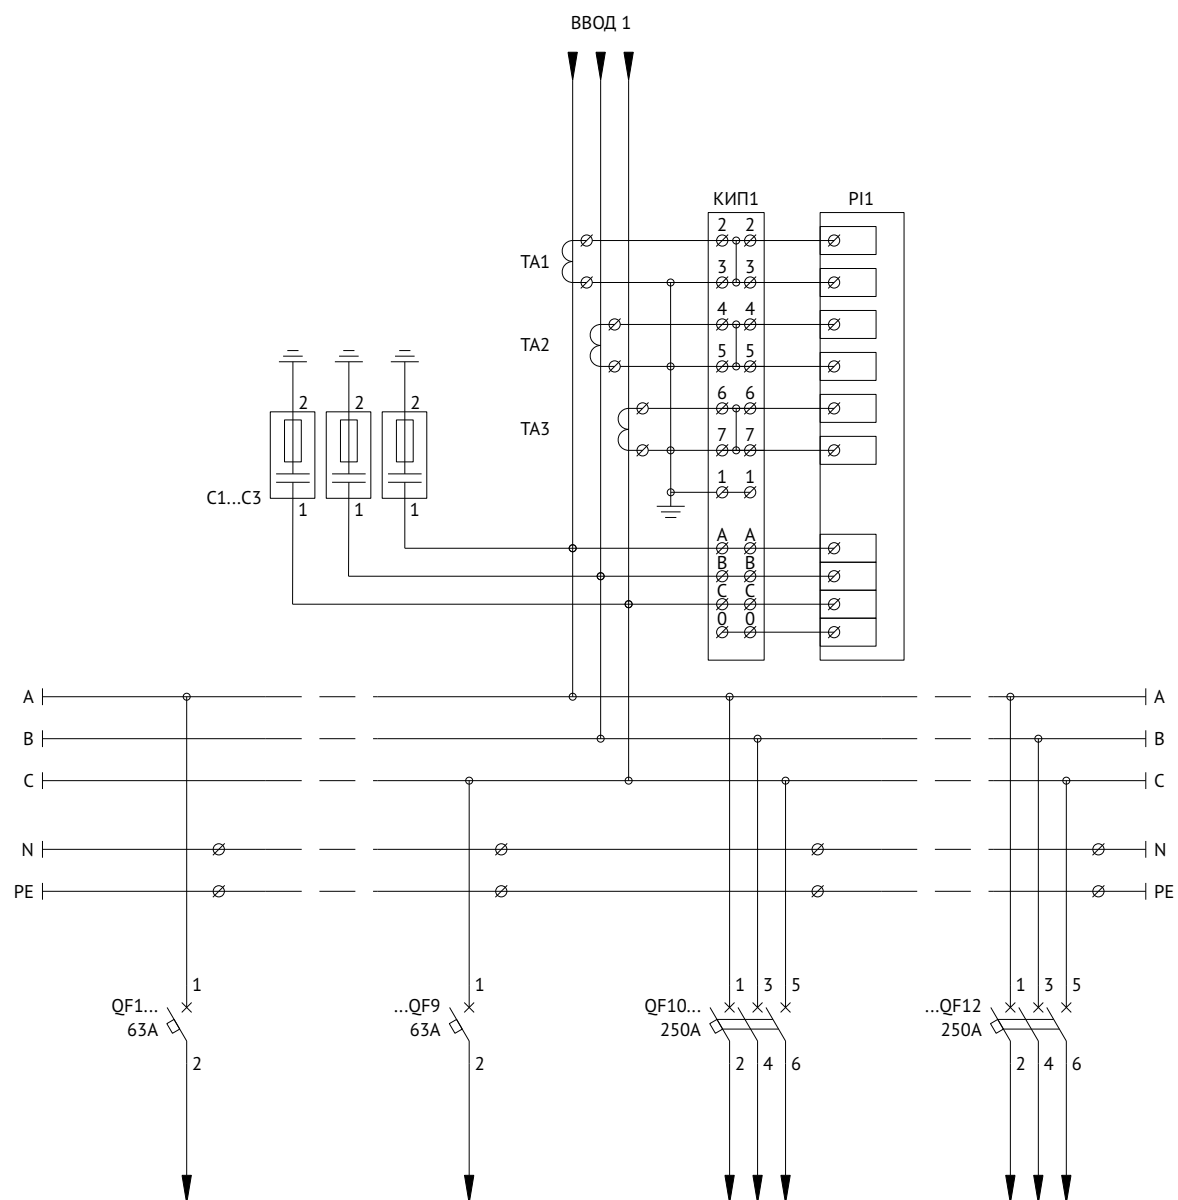 ВВОД 1
КИП1
PI1
2 2
TA1
3 3
4 4
TA2
5 5
2 2 2
6 6
TA3
7 7
1 1
C1...C3
1 1 1
A A
B B
C C
0 0
A A
B B
C C
N N
PE PE
1 1 1 3 5 1 3 5
QF1... ...QF9 QF10... ...QF12
63A 63A 250A 250A
2 2 2 4 6 2 4 6